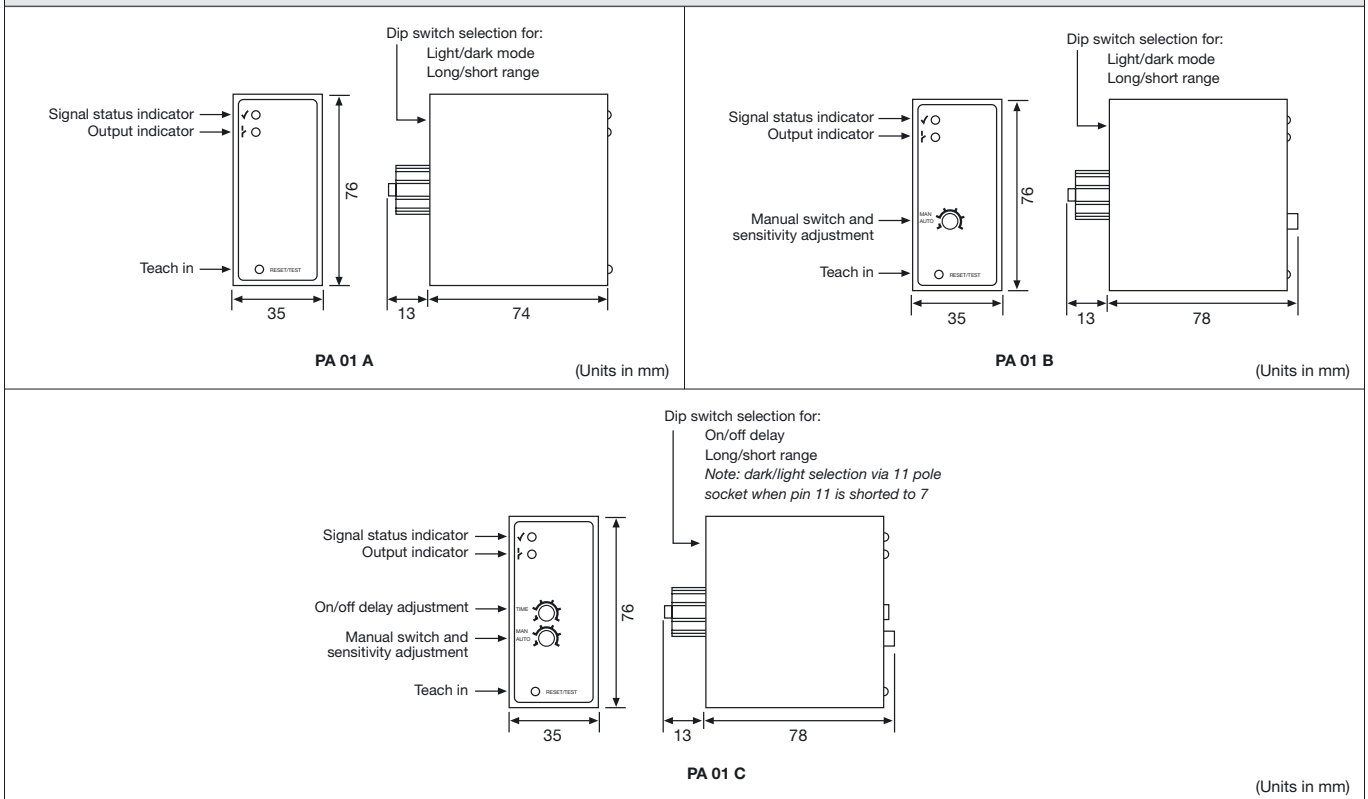 Dip switch selection for:
Light/dark mode
Long/short range
Signal status indicator
Output indicator
Teach in
RESET/TEST
76
35
13
74
PA 01 A
(Units in mm)
Dip switch selection for:
Light/dark mode
Long/short range
Signal status indicator
Output indicator
Manual switch and
sensitivity adjustment
MAN
AUTO
Teach in
RESET/TEST
76
35
13
78
PA 01 B
(Units in mm)
Dip switch selection for:
On/off delay
Long/short range
Note: dark/light selection via 11 pole
socket when pin 11 is shorted to 7
Signal status indicator
Output indicator
On/off delay adjustment
TIME
Manual switch and
sensitivity adjustment
MAN
AUTO
Teach in
RESET/TEST
76
35
13
78
PA 01 C
(Units in mm)